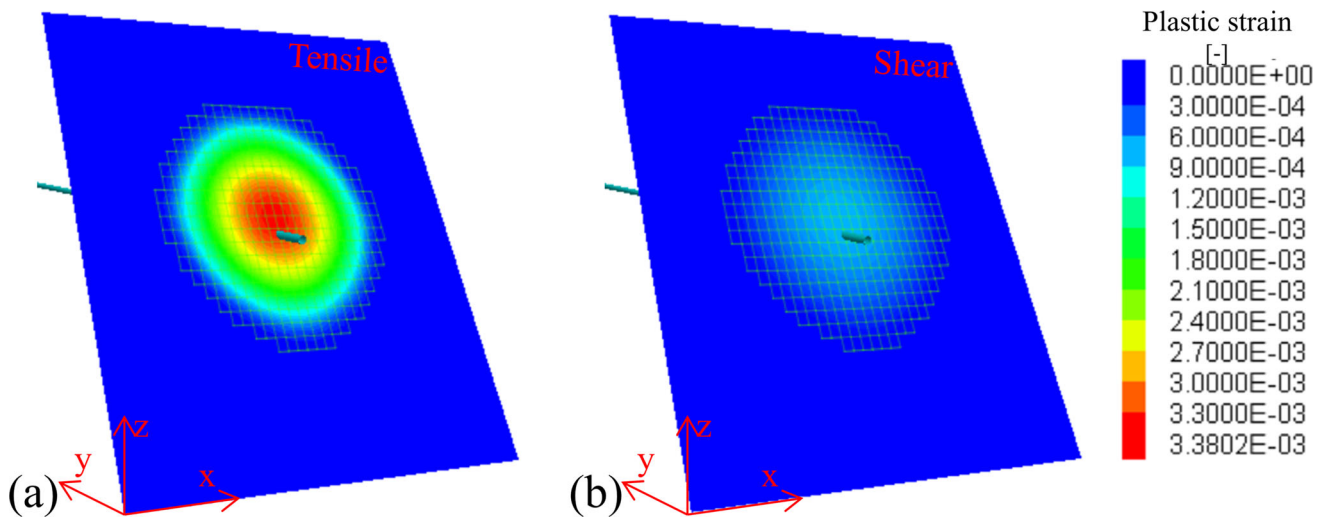 Tensile
z
y
x
(a)
Shear
z
y
x
(b)
Plastic strain
[-]
0.0000E+00
3.0000E-04
6.0000E-04
9.0000E-04
1.2000E-03
1.5000E-03
1.8000E-03
2.1000E-03
2.4000E-03
2.7000E-03
3.0000E-03
3.3000E-03
3.3802E-03